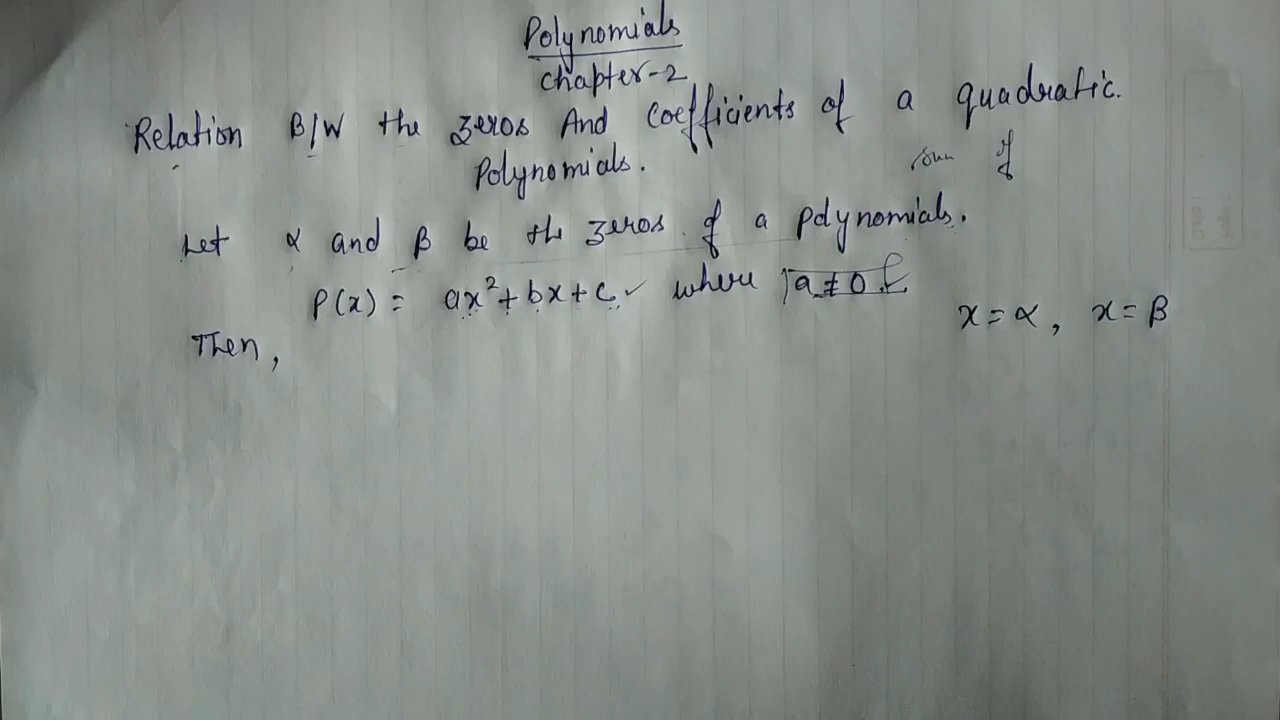 Polynomials
chapter-2
Relation B/W the zeros And Coefficients of a quadratic.
Polynomials.
of
Let α and β be the zeros of a Polynomials.
P(x) = ax²+bx+c ✓ where a ≠ 0.
x = α, x = β
Then,